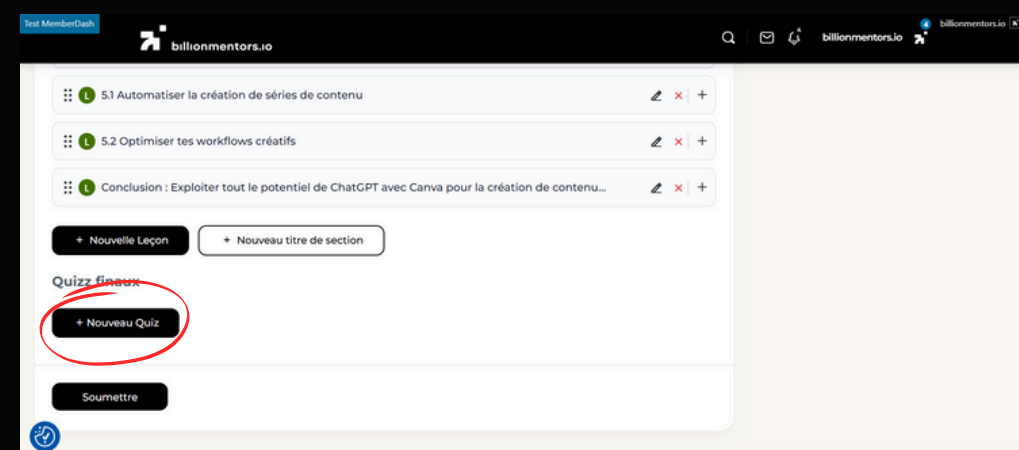 Test MemberDash
billionmentors.io
billionmentors.io
4
billionmentors.io
L 5.1 Automatiser la création de séries de contenu
L 5.2 Optimiser tes workflows créatifs
L Conclusion : Exploiter tout le potentiel de ChatGPT avec Canva pour la création de contenu...
+ Nouvelle Leçon
+ Nouveau titre de section
Quizz finaux
+ Nouveau Quiz
Soumettre